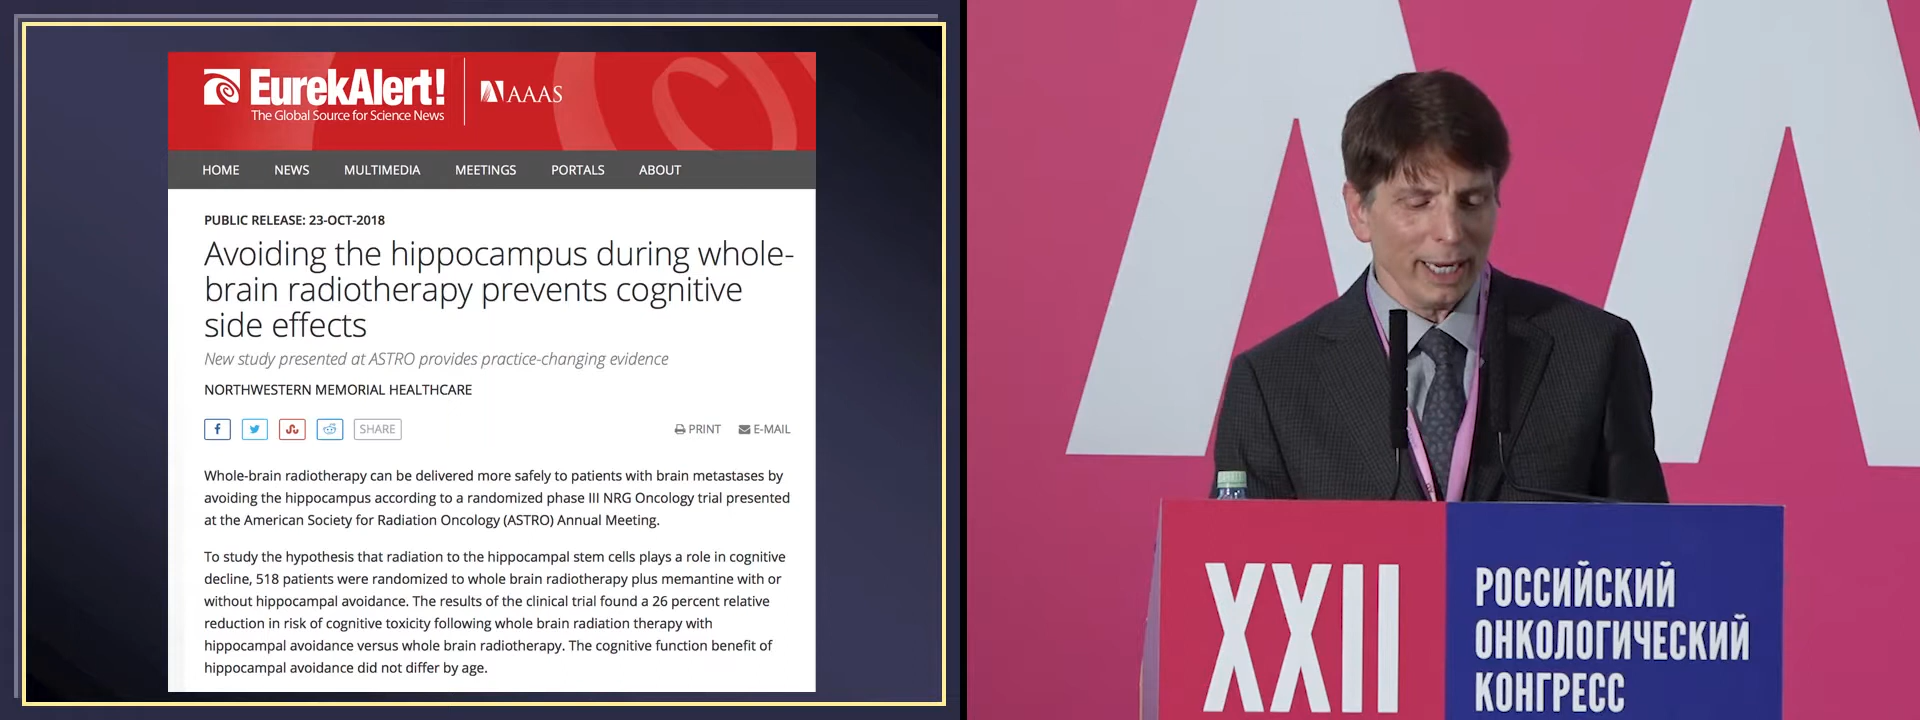 EurekAlert!
The Global Source for Science News
AAAS
HOME NEWS MULTIMEDIA MEETINGS PORTALS ABOUT
PUBLIC RELEASE: 23-OCT-2018
Avoiding the hippocampus during whole-
brain radiotherapy prevents cognitive
side effects
New study presented at ASTRO provides practice-changing evidence
NORTHWESTERN MEMORIAL HEALTHCARE
SHARE PRINT E-MAIL
Whole-brain radiotherapy can be delivered more safely to patients with brain metastases by
avoiding the hippocampus according to a randomized phase III NRG Oncology trial presented
at the American Society for Radiation Oncology (ASTRO) Annual Meeting.
To study the hypothesis that radiation to the hippocampal stem cells plays a role in cognitive
decline, 518 patients were randomized to whole brain radiotherapy plus memantine with or
without hippocampal avoidance. The results of the clinical trial found a 26 percent relative
reduction in risk of cognitive toxicity following whole brain radiation therapy with
hippocampal avoidance versus whole brain radiotherapy. The cognitive function benefit of
hippocampal avoidance did not differ by age.
XXII
РОССИЙСКИЙ
ОНКОЛОГИЧЕСКИЙ
КОНГРЕСС